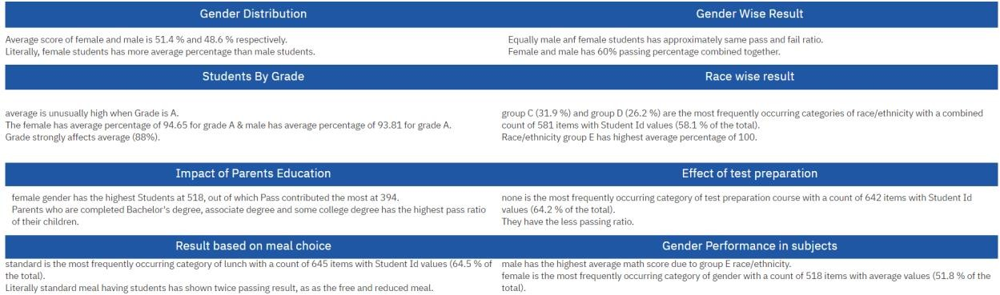 Gender Distribution
Average score of female and male is 51.4 % and 48.6 % respectively.
Literally, female students has more average percentage than male students.
Gender Wise Result
Equally male anf female students has approximately same pass and fail ratio.
Female and male has 60% passing percentage combined together.
Students By Grade
average is unusually high when Grade is A.
The female has average percentage of 94.65 for grade A & male has average percentage of 93.81 for grade A.
Grade strongly affects average (88%).
Race wise result
group C (31.9 %) and group D (26.2 %) are the most frequently occurring categories of race/ethnicity with a combined
count of 581 items with Student Id values (58.1 % of the total).
Race/ethnicity group E has highest average percentage of 100.
Impact of Parents Education
female gender has the highest Students at 518, out of which Pass contributed the most at 394.
Parents who are completed Bachelor's degree, associate degree and some college degree has the highest pass ratio
of their children.
Effect of test preparation
none is the most frequently occurring category of test preparation course with a count of 642 items with Student Id
values (64.2 % of the total).
They have the less passing ratio.
Result based on meal choice
standard is the most frequently occurring category of lunch with a count of 645 items with Student Id values (64.5 % of
the total).
Literally standard meal having students has shown twice passing result, as as the free and reduced meal.
Gender Performance in subjects
male has the highest average math score due to group E race/ethnicity.
female is the most frequently occurring category of gender with a count of 518 items with average values (51.8 % of the
total).